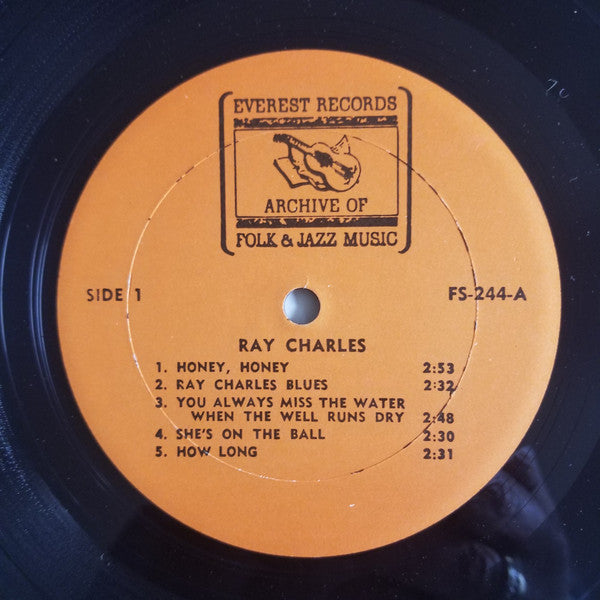 EVEREST RECORDS
ARCHIVE OF
FOLK & JAZZ MUSIC
SIDE 1
FS-244-A
RAY CHARLES
1. HONEY, HONEY 2:53
2. RAY CHARLES BLUES 2:32
3. YOU ALWAYS MISS THE WATER
WHEN THE WELL RUNS DRY 2:48
4. SHE'S ON THE BALL 2:30
5. HOW LONG 2:31